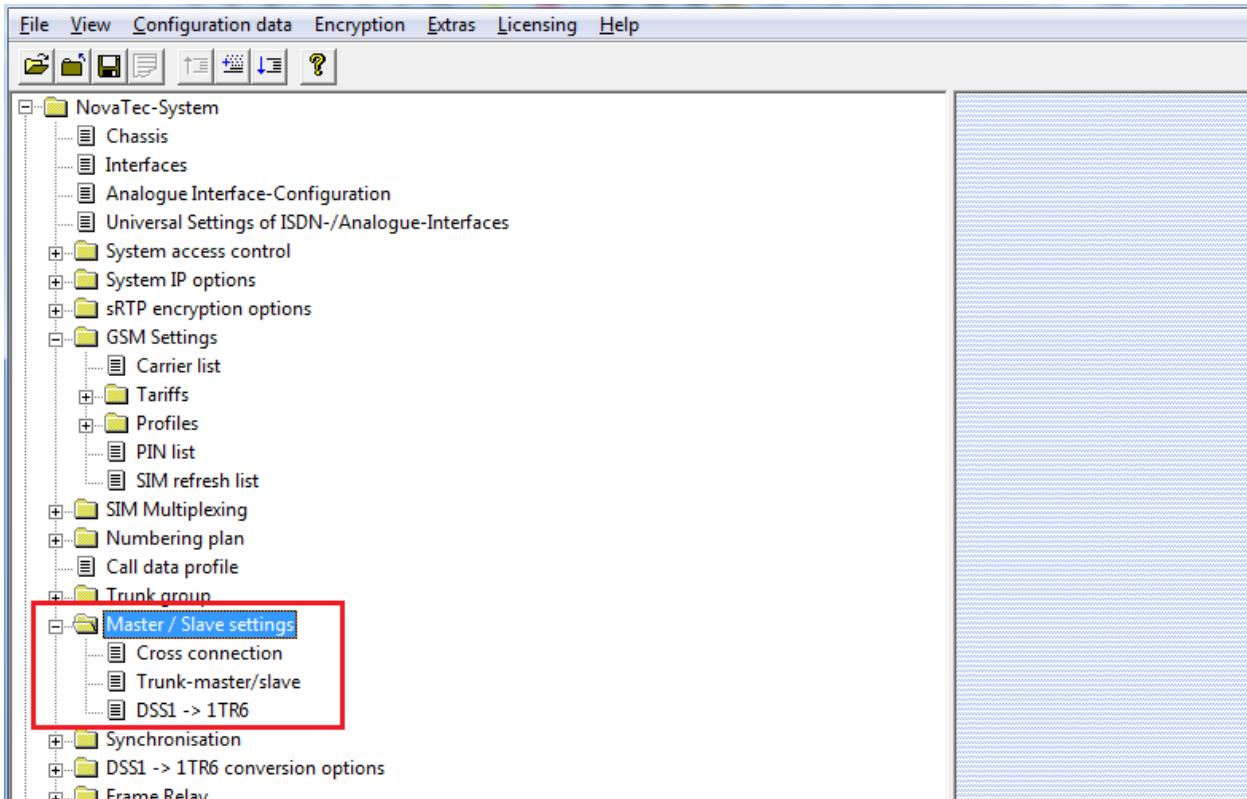 File View Configuration data Encryption Extras Licensing Help
NovaTec-System
Chassis
Interfaces
Analogue Interface-Configuration
Universal Settings of ISDN-/Analogue-Interfaces
System access control
System IP options
sRTP encryption options
GSM Settings
Carrier list
Tariffs
Profiles
PIN list
SIM refresh list
SIM Multiplexing
Numbering plan
Call data profile
Trunk group
Master / Slave settings
Cross connection
Trunk-master/slave
DSS1 -> 1TR6
Synchronisation
DSS1 -> 1TR6 conversion options
Frame Relay